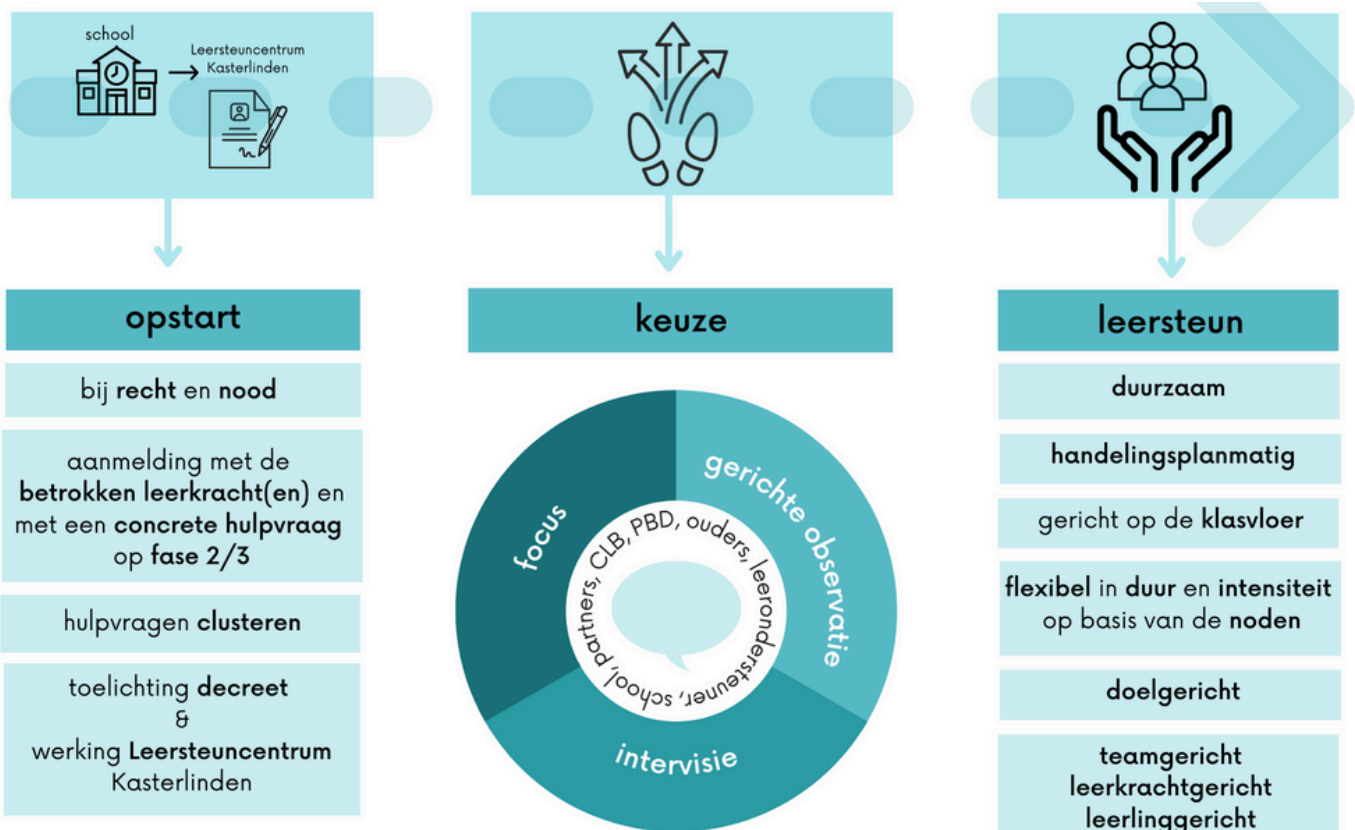 school
Leersteuncentrum
Kasterlinden
opstart
bij recht en nood
aanmelding met de
betrokken leerkracht(en) en
met een concrete hulpvraag
op fase 2/3
hulpvragen clusteren
toelichting decreet
&
werking Leersteuncentrum
Kasterlinden
keuze
focus
gerichte observatie
intervisie
school, partners, CLB, PBD, ouders, leerondersteuner,
leersteun
duurzaam
handelingsplanmatig
gericht op de klasvloer
flexibel in duur en intensiteit
op basis van de noden
doelgericht
teamgericht
leerkrachtgericht
leerlinggericht